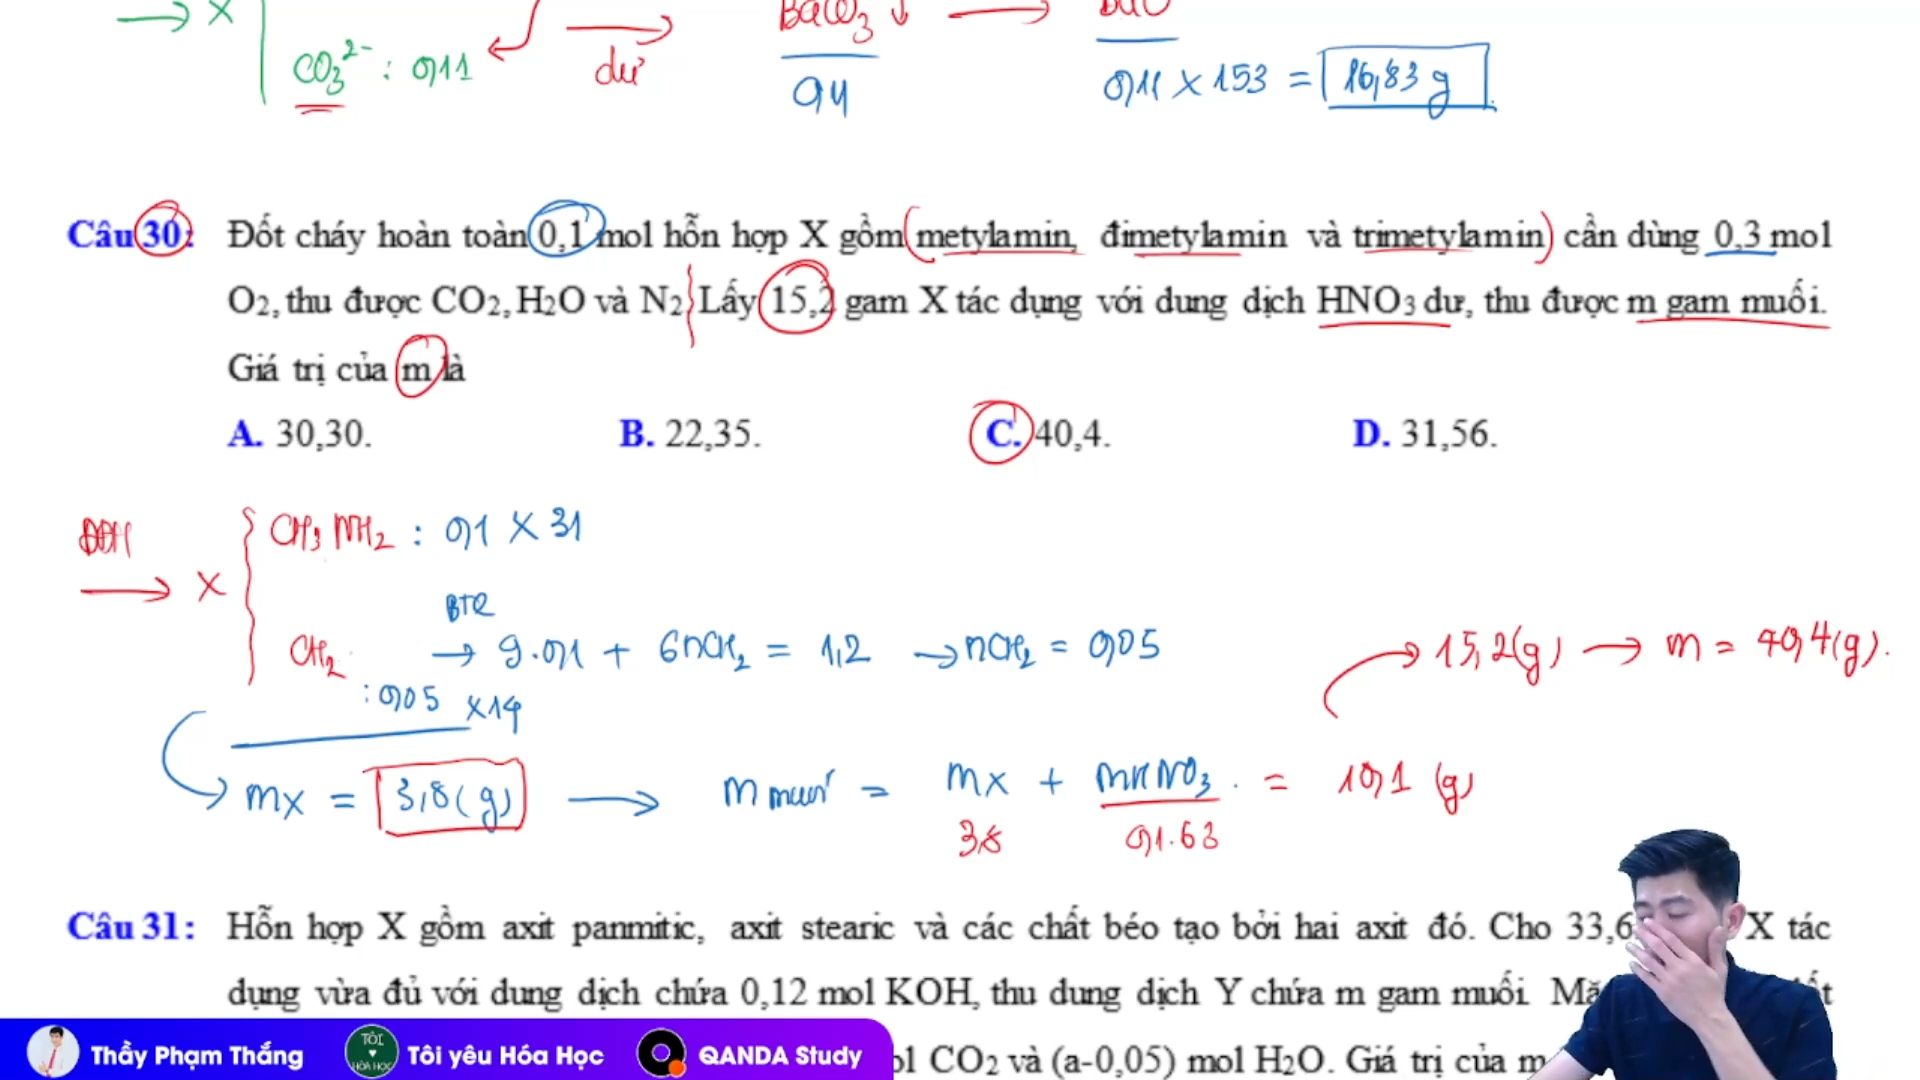 → X
CO₃²⁻ : 0,11
dư
BaCO₃ ↓ → BaO
0,11 x 153 = 16,83 g
Câu 30: Đốt cháy hoàn toàn 0,1 mol hỗn hợp X gồm metylamin, đimetylamin và trimetylamin cần dùng 0,3 mol
O2, thu được CO2, H2O và N2. Lấy 15,2 gam X tác dụng với dung dịch HNO3 dư, thu được m gam muối.
Giá trị của m là
A. 30,30. B. 22,35. C. 40,4. D. 31,56.
ĐĐH → X
CH₃NH₂ : 0,1 x 31
BTe
CH₂ → 9.0,1 + 6nCH₂ = 1,2 → nCH₂ = 0,05
: 0,05 x14
→ 15,2(g) → m = 40,4(g).
mX = 3,8(g) → m muối = mX + mHNO₃ = 10,1 (g)
3,8 0,1.63
Câu 31: Hỗn hợp X gồm axit panmitic, axit stearic và các chất béo tạo bởi hai axit đó. Cho 33,6 X tác
dụng vừa đủ với dung dịch chứa 0,12 mol KOH, thu dung dịch Y chứa m gam muối. Mặ
CO2 và (a-0,05) mol H2O. Giá trị của m
Thầy Phạm Thắng
TÔI
HÓA HỌC
Tôi yêu Hóa Học
QANDA Study